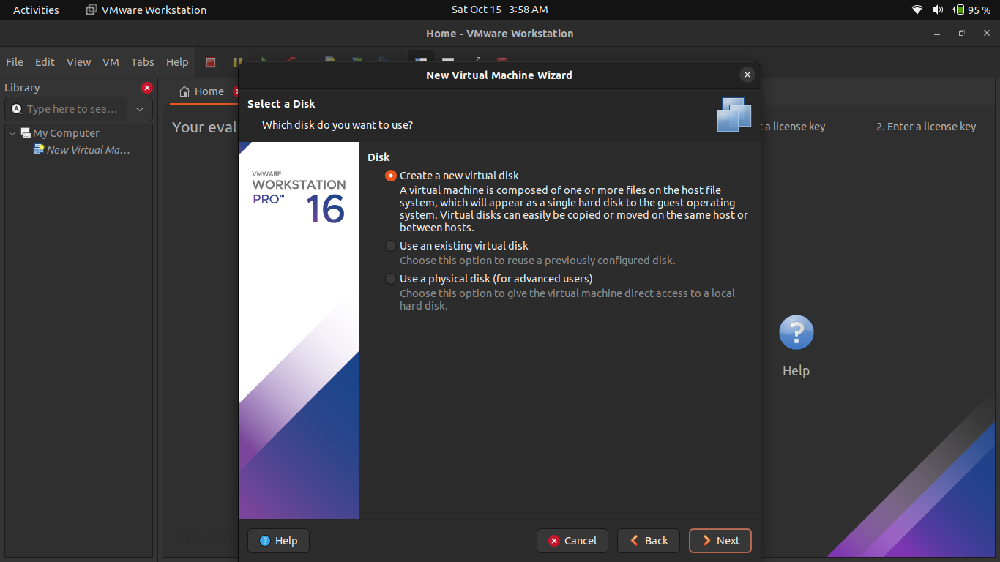 Activities
VMware Workstation
Sat Oct 15 3:58 AM
95 %
Home - VMware Workstation
File Edit View VM Tabs Help
New Virtual Machine Wizard
Library
Home
Type here to sea…
My Computer
New Virtual Ma…
Your eval
a license key
2. Enter a license key
Select a Disk
Which disk do you want to use?
VMWARE
WORKSTATION
PRO™ 16
Disk
Create a new virtual disk
A virtual machine is composed of one or more files on the host file
system, which will appear as a single hard disk to the guest operating
system. Virtual disks can easily be copied or moved on the same host or
between hosts.
Use an existing virtual disk
Choose this option to reuse a previously configured disk.
Use a physical disk (for advanced users)
Choose this option to give the virtual machine direct access to a local
hard disk.
Help
Help
Cancel
Back
Next